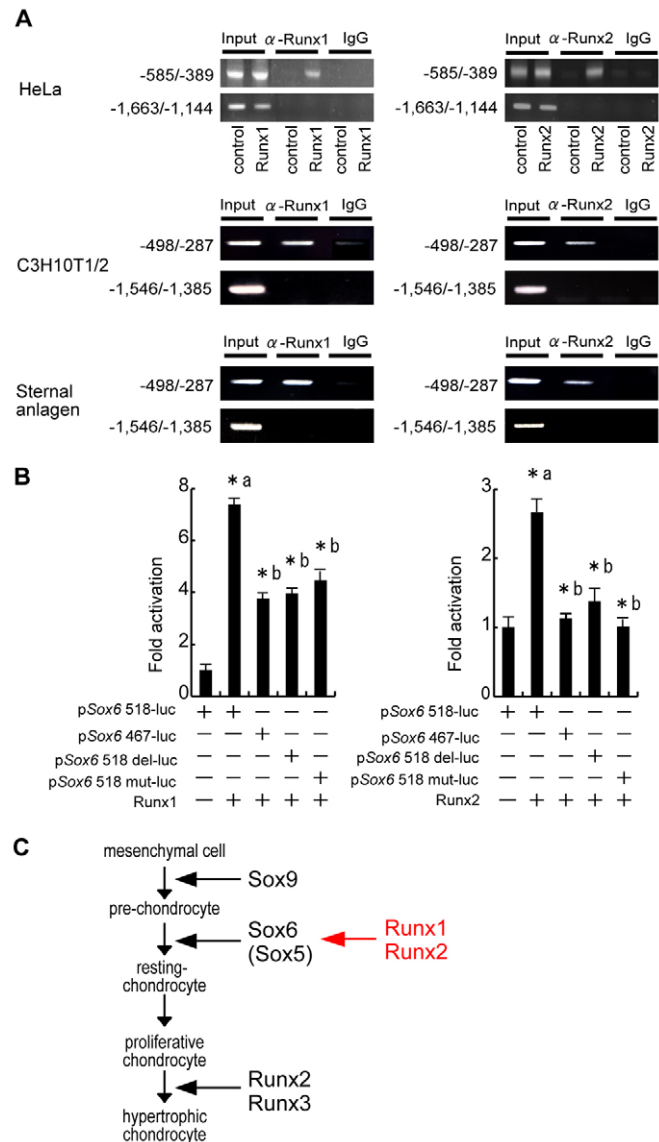 A
Input α-Runx1 IgG
Input α-Runx2 IgG
HeLa
-585/-389
-1,663/-1,144
-585/-389
-1,663/-1,144
control Runx1 control Runx1 control Runx1
control Runx2 control Runx2 control Runx2
Input α-Runx1 IgG
Input α-Runx2 IgG
C3H10T1/2
-498/-287
-1,546/-1,385
-498/-287
-1,546/-1,385
Input α-Runx1 IgG
Input α-Runx2 IgG
Sternal
anlagen
-498/-287
-1,546/-1,385
-498/-287
-1,546/-1,385
B
Fold activation
8
6
4
2
0
* a
* b
* b
* b
pSox6 518-luc + + − − −
pSox6 467-luc − − + − −
pSox6 518 del-luc − − − + −
pSox6 518 mut-luc − − − − +
Runx1 − + + + +
Fold activation
3
2
1
0
* a
* b
* b
* b
pSox6 518-luc + + − − −
pSox6 467-luc − − + − −
pSox6 518 del-luc − − − + −
pSox6 518 mut-luc − − − − +
Runx2 − + + + +
C
mesenchymal cell
Sox9
pre-chondrocyte
Sox6
(Sox5)
Runx1
Runx2
resting-
chondrocyte
proliferative
chondrocyte
Runx2
Runx3
hypertrophic
chondrocyte